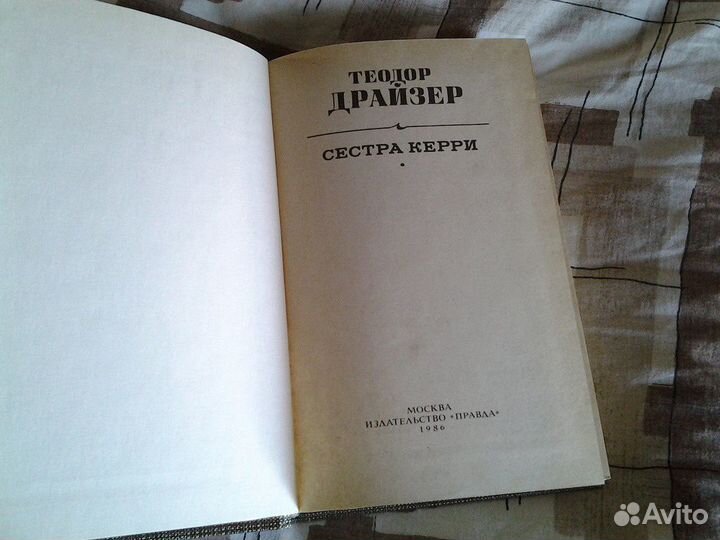 ТЕОДОР
ДРАЙЗЕР
СЕСТРА КЕРРИ
МОСКВА
ИЗДАТЕЛЬСТВО «ПРАВДА»
1986
Avito